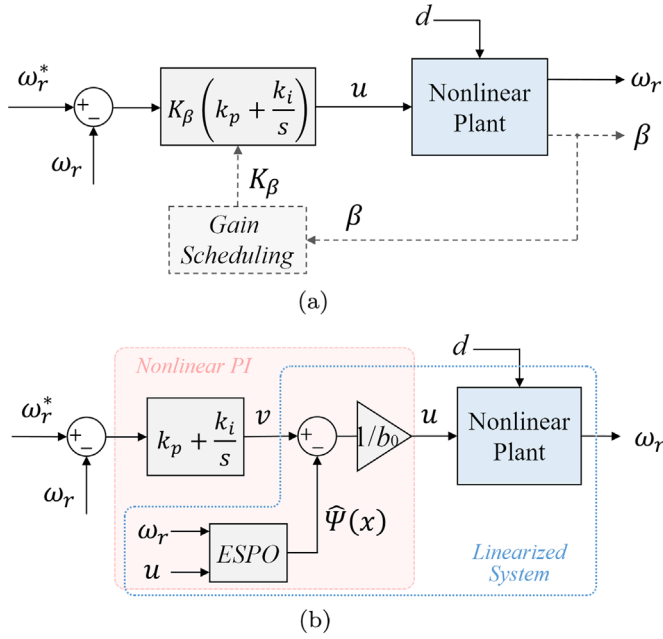 d
ω_r^*
+
−
ω_r
K_β (k_p + k_i/s)
u
Nonlinear
Plant
ω_r
β
K_β
Gain
Scheduling
β
(a)
Nonlinear PI
d
ω_r^*
+
−
ω_r
k_p + k_i/s
v
+
−
1/b_0
u
Nonlinear
Plant
ω_r
Ψ̂(x)
ω_r
u
ESPO
Linearized
System
(b)